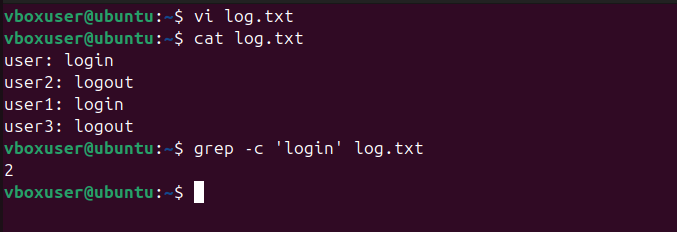 vboxuser@ubuntu:~$ vi log.txt
vboxuser@ubuntu:~$ cat log.txt
user: login
user2: logout
user1: login
user3: logout
vboxuser@ubuntu:~$ grep -c 'login' log.txt
2
vboxuser@ubuntu:~$